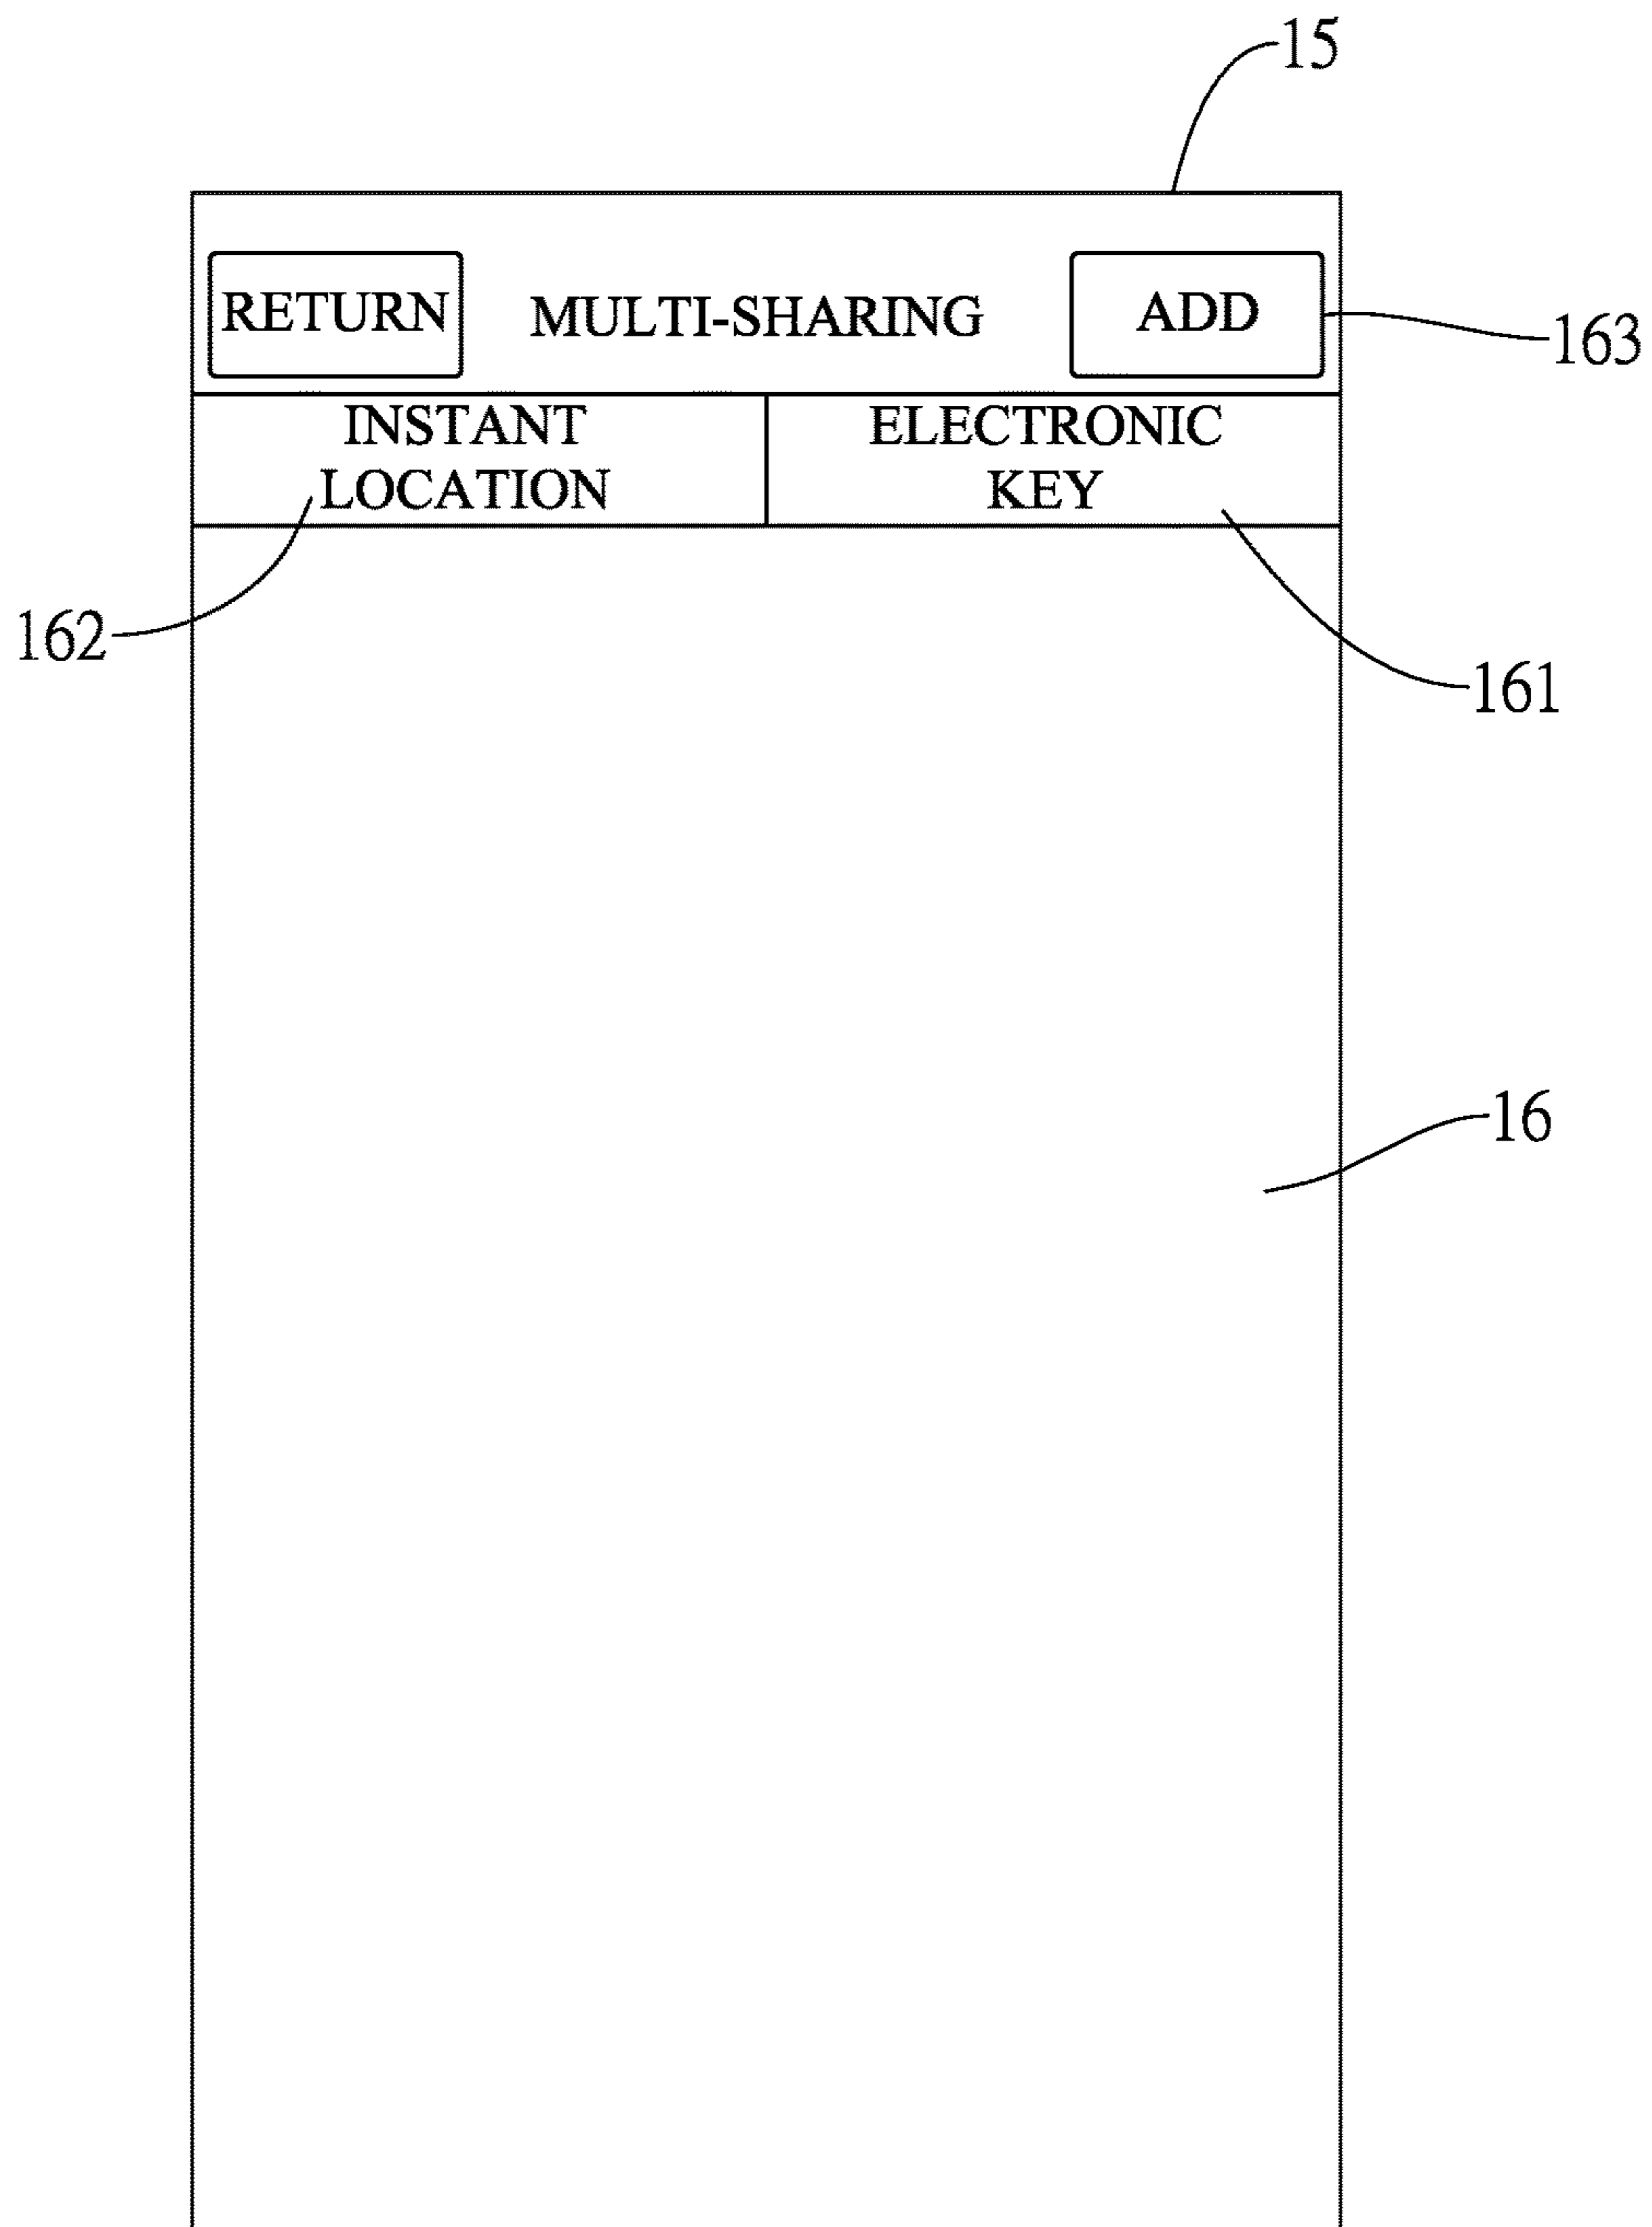 15
RETURN MULTI-SHARING ADD
163
INSTANT LOCATION
ELECTRONIC KEY
162
161
16